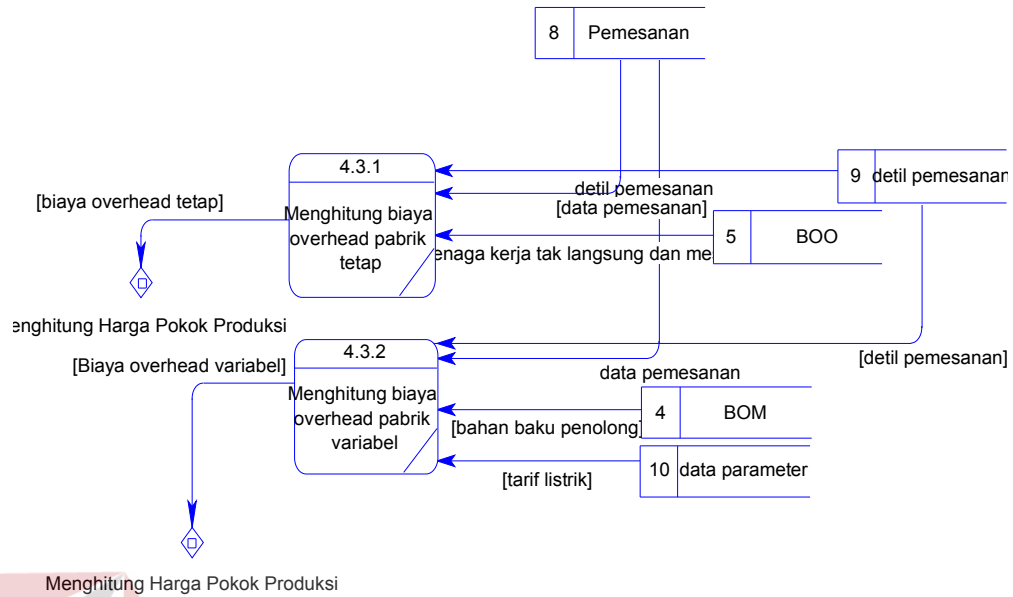 8 Pemesanan
4.3.1
9 detil pemesanan
detil pemesanan
[biaya overhead tetap]
[data pemesanan]
Menghitung biaya
overhead pabrik
tetap
5 BOO
enaga kerja tak langsung dan me
enghitung Harga Pokok Produksi
4.3.2
[Biaya overhead variabel]
[detil pemesanan]
data pemesanan
Menghitung biaya
overhead pabrik
variabel
4 BOM
[bahan baku penolong]
10 data parameter
[tarif listrik]
Menghitung Harga Pokok Produksi